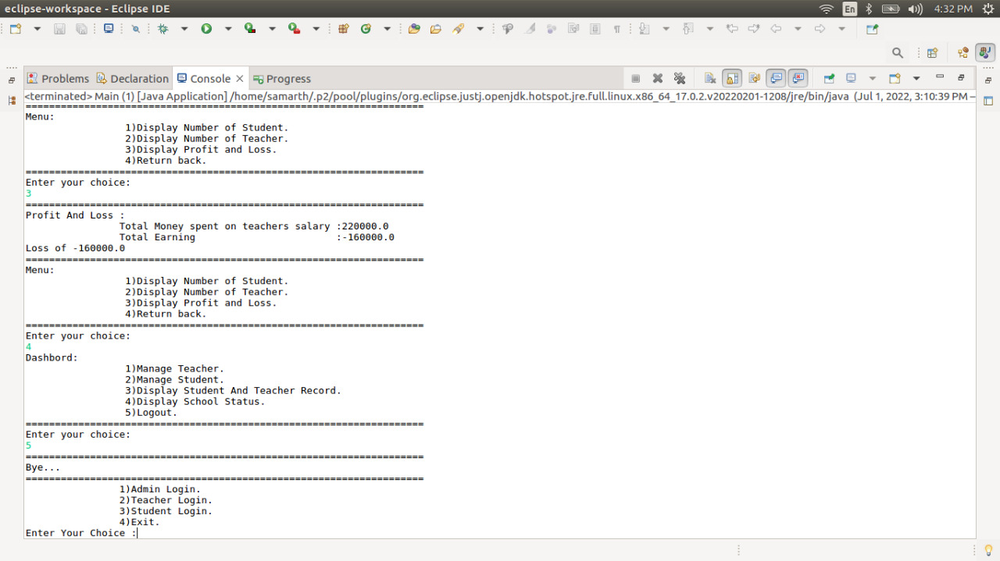 eclipse-workspace - Eclipse IDE
En
4:32 PM
Problems Declaration Console Progress
<terminated> Main (1) [Java Application] /home/samarth/.p2/pool/plugins/org.eclipse.justj.openjdk.hotspot.jre.full.linux.x86_64_17.0.2.v20220201-1208/jre/bin/java (Jul 1, 2022, 3:10:39 PM –
====================================================================
Menu:
1)Display Number of Student.
2)Display Number of Teacher.
3)Display Profit and Loss.
4)Return back.
====================================================================
Enter your choice:
3
====================================================================
Profit And Loss :
Total Money spent on teachers salary :220000.0
Total Earning :-160000.0
Loss of -160000.0
====================================================================
Menu:
1)Display Number of Student.
2)Display Number of Teacher.
3)Display Profit and Loss.
4)Return back.
====================================================================
Enter your choice:
4
Dashbord:
1)Manage Teacher.
2)Manage Student.
3)Display Student And Teacher Record.
4)Display School Status.
5)Logout.
====================================================================
Enter your choice:
5
====================================================================
Bye...
====================================================================
1)Admin Login.
2)Teacher Login.
3)Student Login.
4)Exit.
Enter Your Choice :